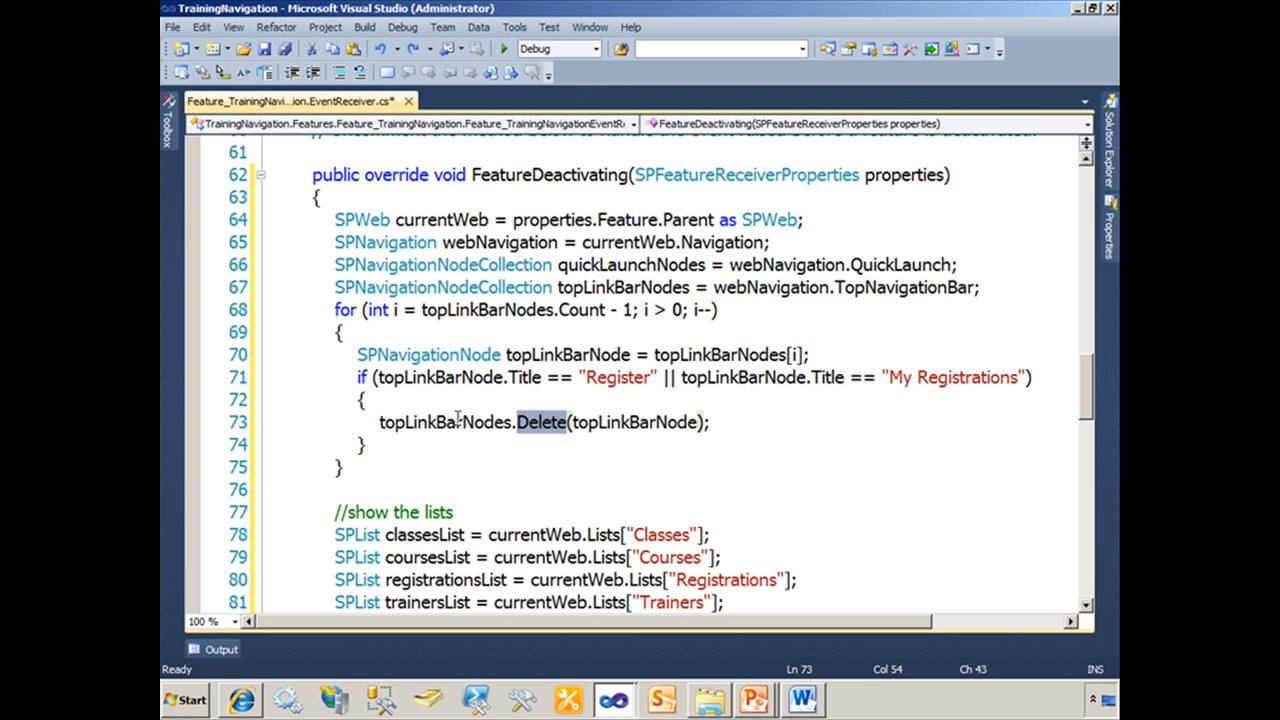 TrainingNavigation - Microsoft Visual Studio (Administrator)
File Edit View Refactor Project Build Debug Team Data Tools Test Window Help
Debug
Feature_TrainingNavi...ion.EventReceiver.cs*
TrainingNavigation.Features.Feature_TrainingNavigation.Feature_TrainingNavigationEventR
FeatureDeactivating(SPFeatureReceiverProperties properties)
Toolbox
Solution Explorer
Properties
61
62 public override void FeatureDeactivating(SPFeatureReceiverProperties properties)
63 {
64 SPWeb currentWeb = properties.Feature.Parent as SPWeb;
65 SPNavigation webNavigation = currentWeb.Navigation;
66 SPNavigationNodeCollection quickLaunchNodes = webNavigation.QuickLaunch;
67 SPNavigationNodeCollection topLinkBarNodes = webNavigation.TopNavigationBar;
68 for (int i = topLinkBarNodes.Count - 1; i > 0; i--)
69 {
70 SPNavigationNode topLinkBarNode = topLinkBarNodes[i];
71 if (topLinkBarNode.Title == "Register" || topLinkBarNode.Title == "My Registrations")
72 {
73 topLinkBarNodes.Delete(topLinkBarNode);
74 }
75 }
76
77 //show the lists
78 SPList classesList = currentWeb.Lists["Classes"];
79 SPList coursesList = currentWeb.Lists["Courses"];
80 SPList registrationsList = currentWeb.Lists["Registrations"];
81 SPList trainersList = currentWeb.Lists["Trainers"];
100 %
Output
Ready Ln 73 Col 54 Ch 43 INS
Start